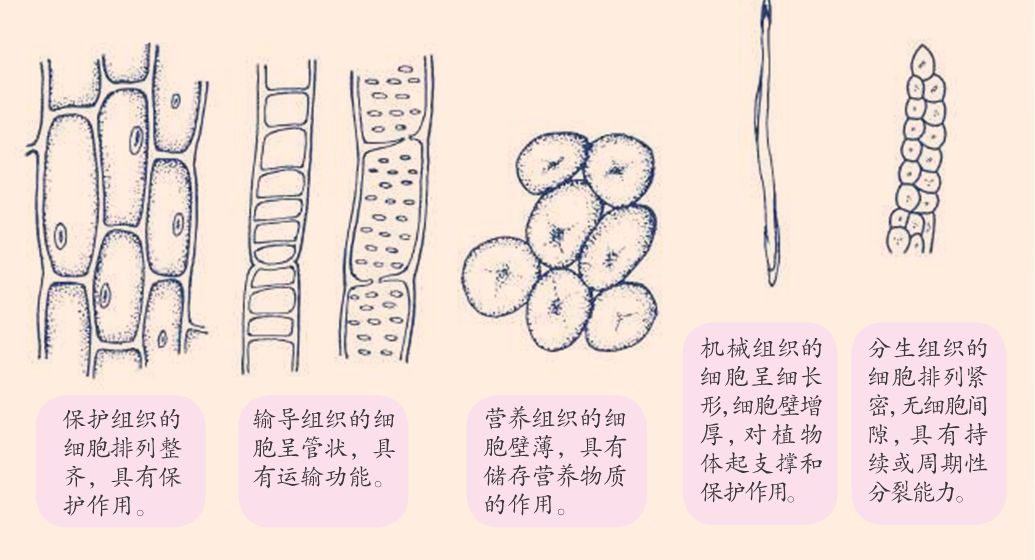 保护组织的
细胞排列整
齐，具有保
护作用。
输导组织的细
胞呈管状，具
有运输功能。
营养组织的细
胞壁薄，具有
储存营养物质
的作用。
机械组织的
细胞呈细长
形，细胞壁增
厚，对植物
体起支撑和
保护作用。
分生组织的
细胞排列紧
密，无细胞间
隙，具有持
续或周期性
分裂能力。